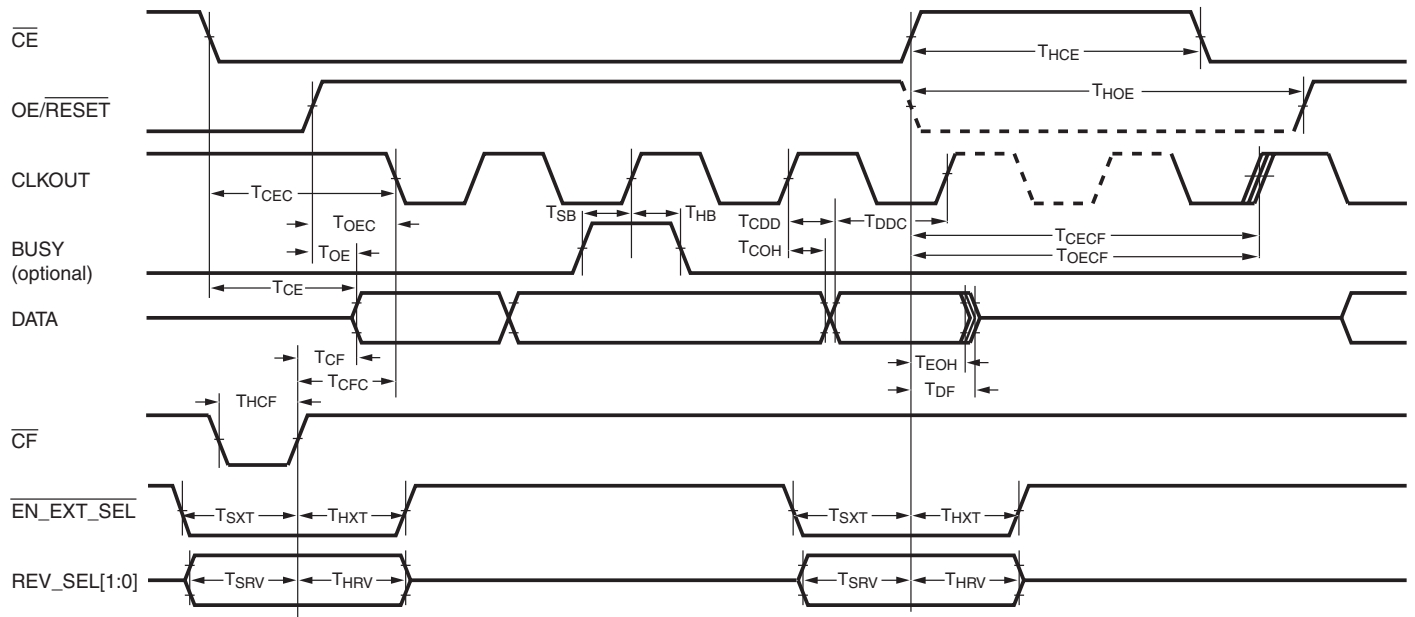 CE
THCE
OE/RESET
THOE
CLKOUT
TCEC
TSB
THB
TCDD
TDDC
TOEC
TCOH
TCECF
TOE
TOECF
BUSY
(optional)
TCE
DATA
TCF
TEOH
TCFC
TDF
THCF
CF
EN_EXT_SEL
TSXT
THXT
TSXT
THXT
REV_SEL[1:0]
TSRV
THRV
TSRV
THRV